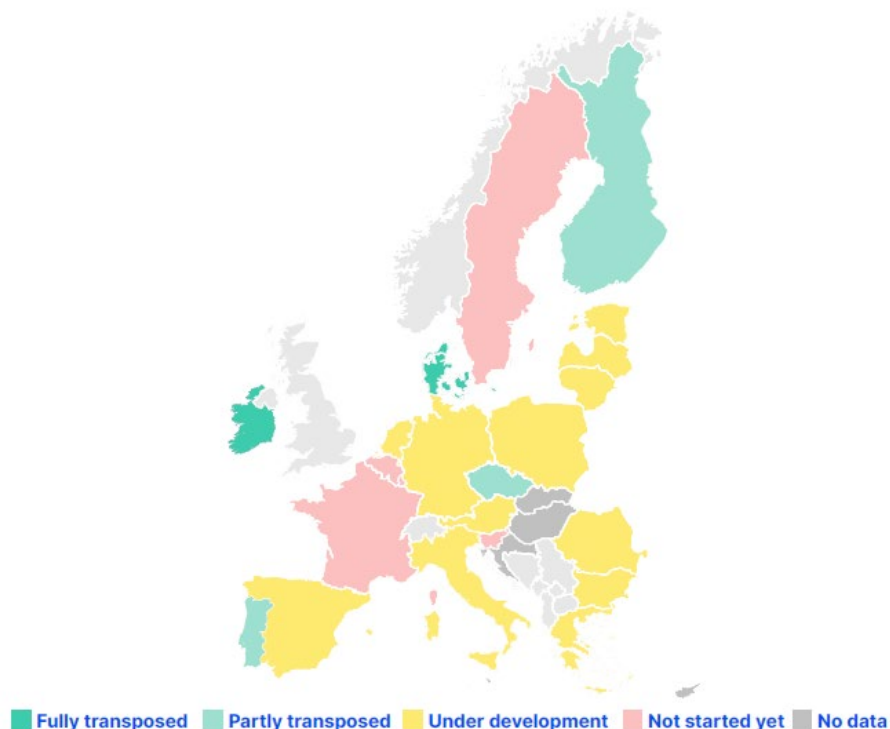 Fully transposed Partly transposed Under development Not started yet No data